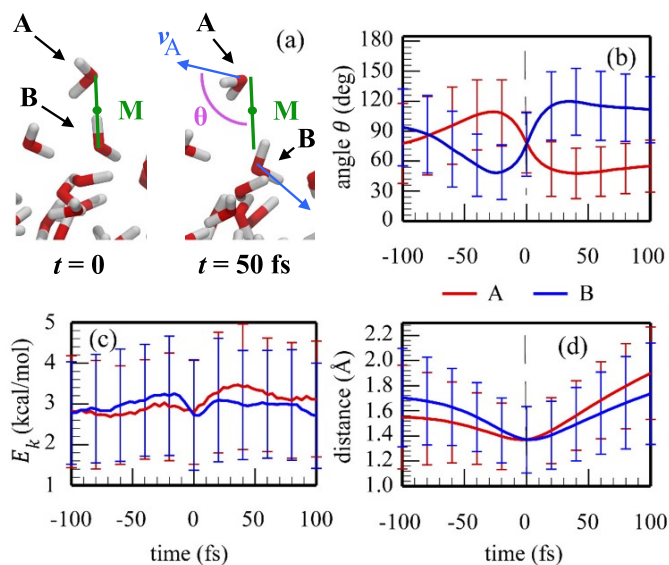 A
(a)
v_A
A
B
M
θ
M
B
t = 0
t = 50 fs
(b)
angle θ (deg)
180
150
120
90
60
30
0
-100 -50 0 50 100
A B
(c)
E_k (kcal/mol)
5
4
3
2
1
-100 -50 0 50 100
time (fs)
(d)
distance (Å)
2.2
2.0
1.8
1.6
1.4
1.2
1.0
-100 -50 0 50 100
time (fs)